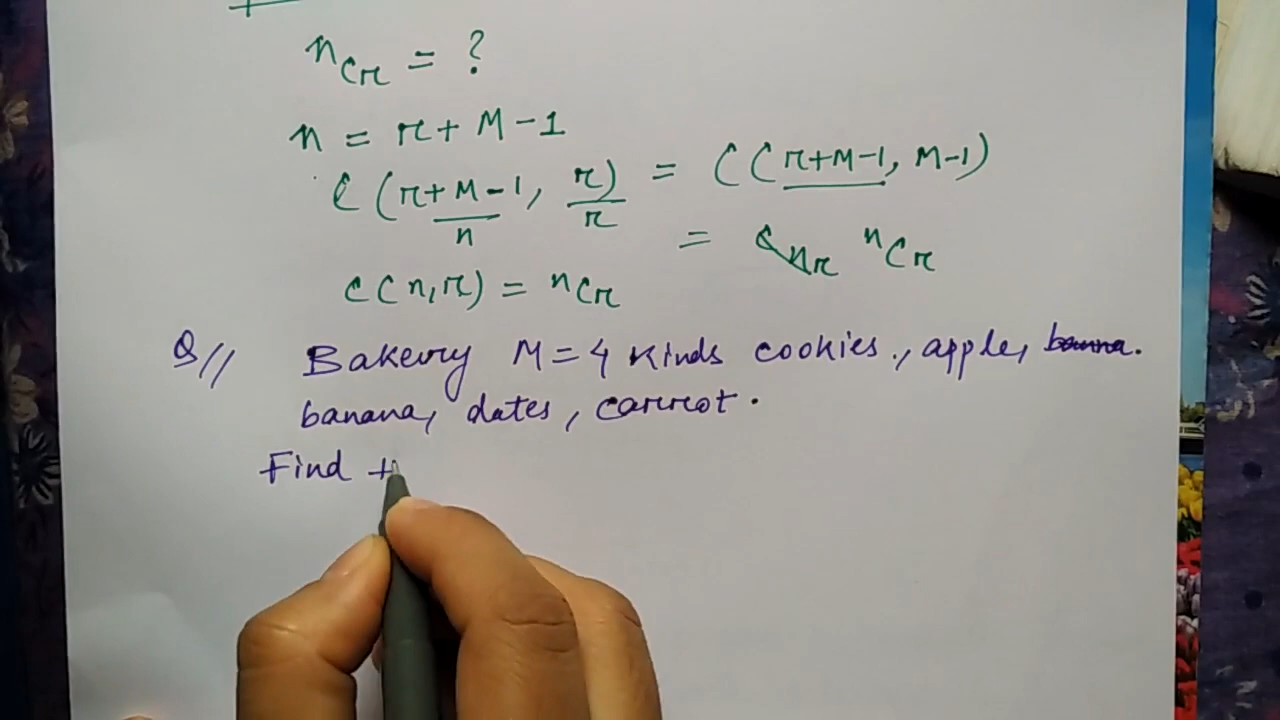 nCr = ?
n = r + M - 1
C (r+M-1, r) = C (r+M-1, M-1)
n r
= nCr
C(n,r) = nCr
Q// Bakery M = 4 kinds cookies., apple,
banana, dates, carrot.
Find